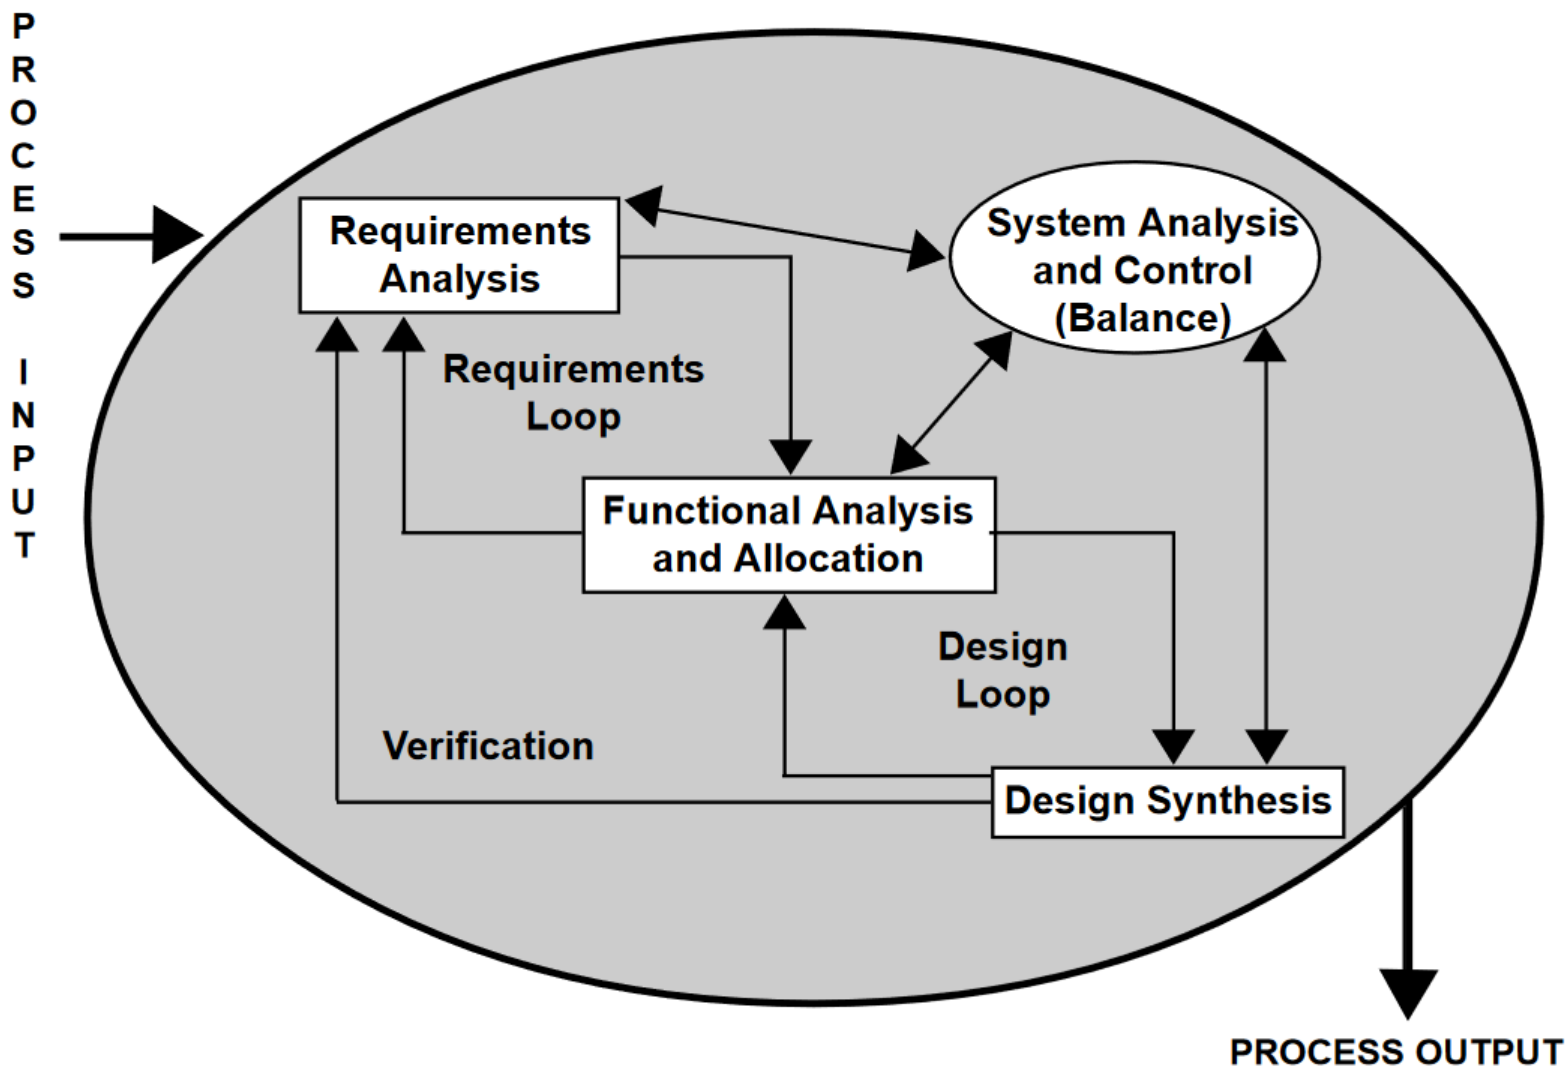 PROCESS INPUT
Requirements
Analysis
System Analysis
and Control
(Balance)
Requirements
Loop
Functional Analysis
and Allocation
Design
Loop
Verification
Design Synthesis
PROCESS OUTPUT